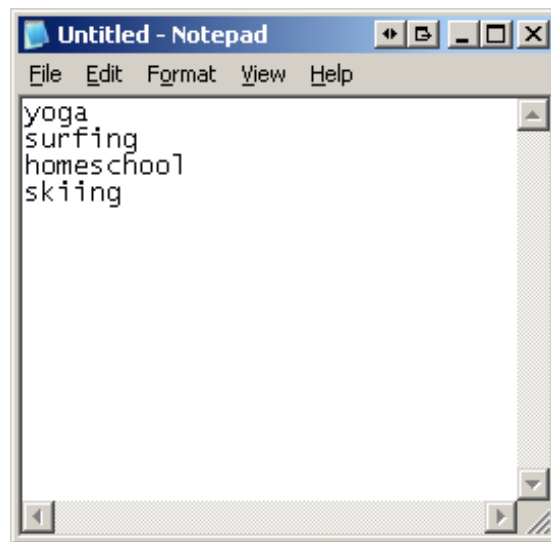 Untitled - Notepad
File Edit Format View Help
yoga
surfing
homeschool
skiing